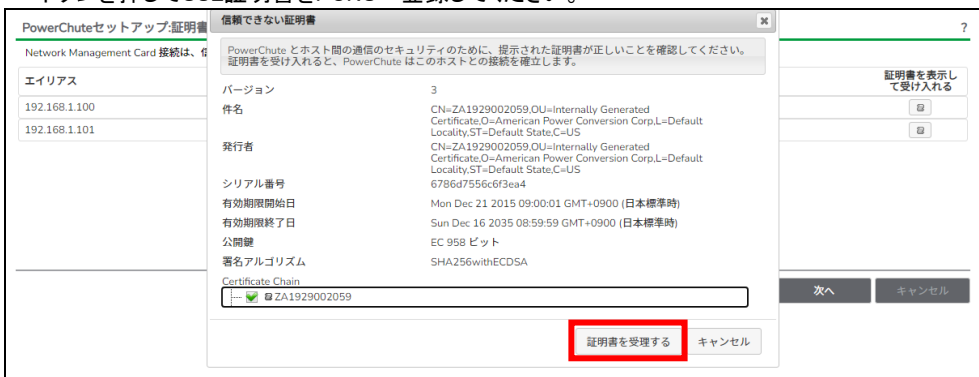 PowerChuteセットアップ:証明書
信頼できない証明書
?
Network Management Card 接続は、信
PowerChute とホスト間の通信のセキュリティのために、提示された証明書が正しいことを確認してください。
証明書を受け入れると、PowerChute はこのホストとの接続を確立します。
エイリアス
証明書を表示し
て受け入れる
192.168.1.100
192.168.1.101
バージョン 3
件名 CN=ZA1929002059,OU=Internally Generated
Certificate,O=American Power Conversion Corp,L=Default
Locality,ST=Default State,C=US
発行者 CN=ZA1929002059,OU=Internally Generated
Certificate,O=American Power Conversion Corp,L=Default
Locality,ST=Default State,C=US
シリアル番号 6786d7556c6f3ea4
有効期限開始日 Mon Dec 21 2015 09:00:01 GMT+0900 (日本標準時)
有効期限終了日 Sun Dec 16 2035 08:59:59 GMT+0900 (日本標準時)
公開鍵 EC 958 ビット
署名アルゴリズム SHA256withECDSA
Certificate Chain
ZA1929002059
次へ
キャンセル
証明書を受理する
キャンセル